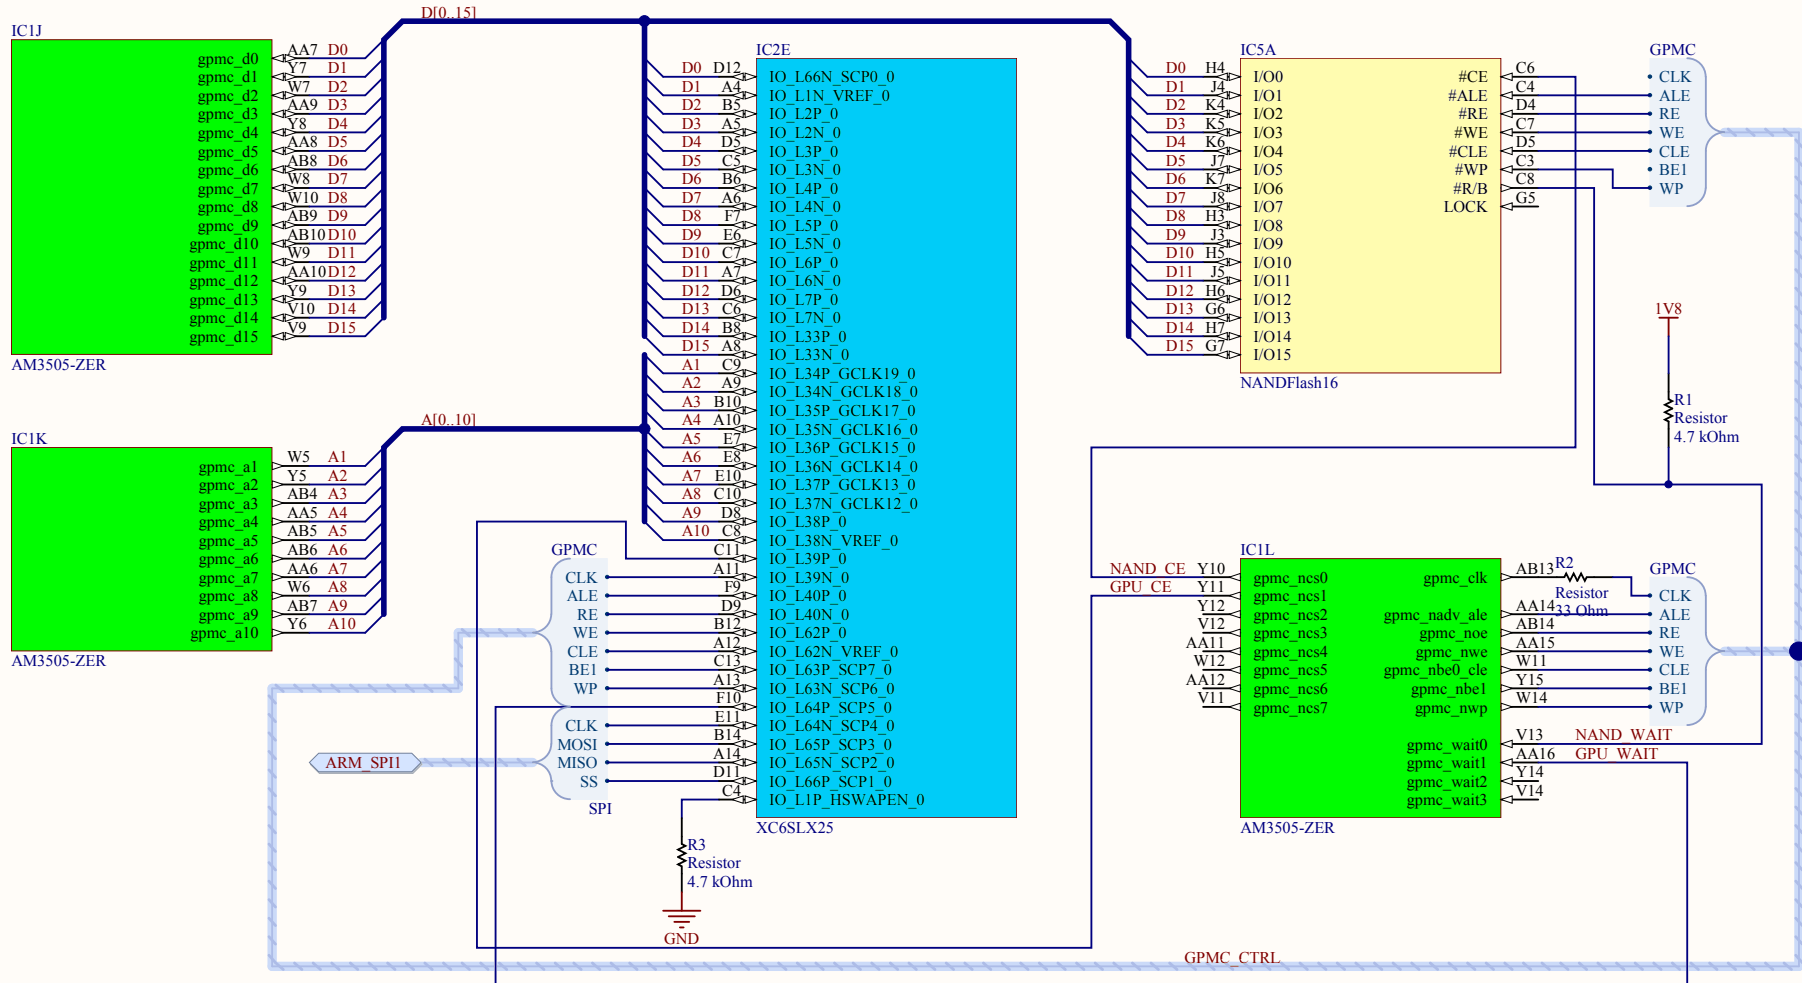 D[0..15]
IC1J
gpmc_d0 AA7 D0
gpmc_d1 Y7 D1
gpmc_d2 W7 D2
gpmc_d3 AA9 D3
gpmc_d4 Y8 D4
gpmc_d5 AA8 D5
gpmc_d6 AB8 D6
gpmc_d7 W8 D7
gpmc_d8 W10 D8
gpmc_d9 AB9 D9
gpmc_d10 AB10 D10
gpmc_d11 W9 D11
gpmc_d12 AA10 D12
gpmc_d13 Y9 D13
gpmc_d14 V10 D14
gpmc_d15 V9 D15
AM3505-ZER
A[0..10]
IC1K
gpmc_a1 W5 A1
gpmc_a2 Y5 A2
gpmc_a3 AB4 A3
gpmc_a4 AA5 A4
gpmc_a5 AB5 A5
gpmc_a6 AB6 A6
gpmc_a7 AA6 A7
gpmc_a8 W6 A8
gpmc_a9 AB7 A9
gpmc_a10 Y6 A10
AM3505-ZER
IC2E
D0 D12 IO_L66N_SCP0_0
D1 A4 IO_L1N_VREF_0
D2 B5 IO_L2P_0
D3 A5 IO_L2N_0
D4 D5 IO_L3P_0
D5 C5 IO_L3N_0
D6 B6 IO_L4P_0
D7 A6 IO_L4N_0
D8 F7 IO_L5P_0
D9 E6 IO_L5N_0
D10 C7 IO_L6P_0
D11 A7 IO_L6N_0
D12 D6 IO_L7P_0
D13 C6 IO_L7N_0
D14 B8 IO_L33P_0
D15 A8 IO_L33N_0
A1 C9 IO_L34P_GCLK19_0
A2 A9 IO_L34N_GCLK18_0
A3 B10 IO_L35P_GCLK17_0
A4 A10 IO_L35N_GCLK16_0
A5 E7 IO_L36P_GCLK15_0
A6 E8 IO_L36N_GCLK14_0
A7 E10 IO_L37P_GCLK13_0
A8 C10 IO_L37N_GCLK12_0
A9 D8 IO_L38P_0
A10 C8 IO_L38N_VREF_0
GPMC
C11 IO_L39P_0
CLK A11 IO_L39N_0
ALE F9 IO_L40P_0
RE D9 IO_L40N_0
WE B12 IO_L62P_0
CLE A12 IO_L62N_VREF_0
BE1 C13 IO_L63P_SCP7_0
WP A13 IO_L63N_SCP6_0
F10 IO_L64P_SCP5_0
CLK E11 IO_L64N_SCP4_0
MOSI B14 IO_L65P_SCP3_0
MISO A14 IO_L65N_SCP2_0
SS D11 IO_L66P_SCP1_0
C4 IO_L1P_HSWAPEN_0
SPI
ARM_SPI1
XC6SLX25
R3
Resistor
4.7 kOhm
GND
IC5A
D0 H4 I/O0
D1 J4 I/O1
D2 K4 I/O2
D3 K5 I/O3
D4 K6 I/O4
D5 J7 I/O5
D6 K7 I/O6
D7 J8 I/O7
D8 H3 I/O8
D9 J3 I/O9
D10 H5 I/O10
D11 J5 I/O11
D12 H6 I/O12
D13 G6 I/O13
D14 H7 I/O14
D15 G7 I/O15
#CE C6
#ALE C4
#RE D4
#WE C7
#CLE D5
#WP C3
#R/B C8
LOCK G5
NANDFlash16
GPMC
CLK
ALE
RE
WE
CLE
BE1
WP
1V8
R1
Resistor
4.7 kOhm
IC1L
NAND_CE Y10 gpmc_ncs0
GPU_CE Y11 gpmc_ncs1
Y12 gpmc_ncs2
V12 gpmc_ncs3
AA11 gpmc_ncs4
W12 gpmc_ncs5
AA12 gpmc_ncs6
V11 gpmc_ncs7
gpmc_clk AB13
gpmc_nadv_ale AA14
gpmc_noe AB14
gpmc_nwe AA15
gpmc_nbe0_cle W11
gpmc_nbe1 Y15
gpmc_nwp W14
gpmc_wait0 V13 NAND_WAIT
gpmc_wait1 AA16 GPU_WAIT
gpmc_wait2 Y14
gpmc_wait3 V14
AM3505-ZER
R2
Resistor
33 Ohm
GPMC
CLK
ALE
RE
WE
CLE
BE1
WP
GPMC_CTRL